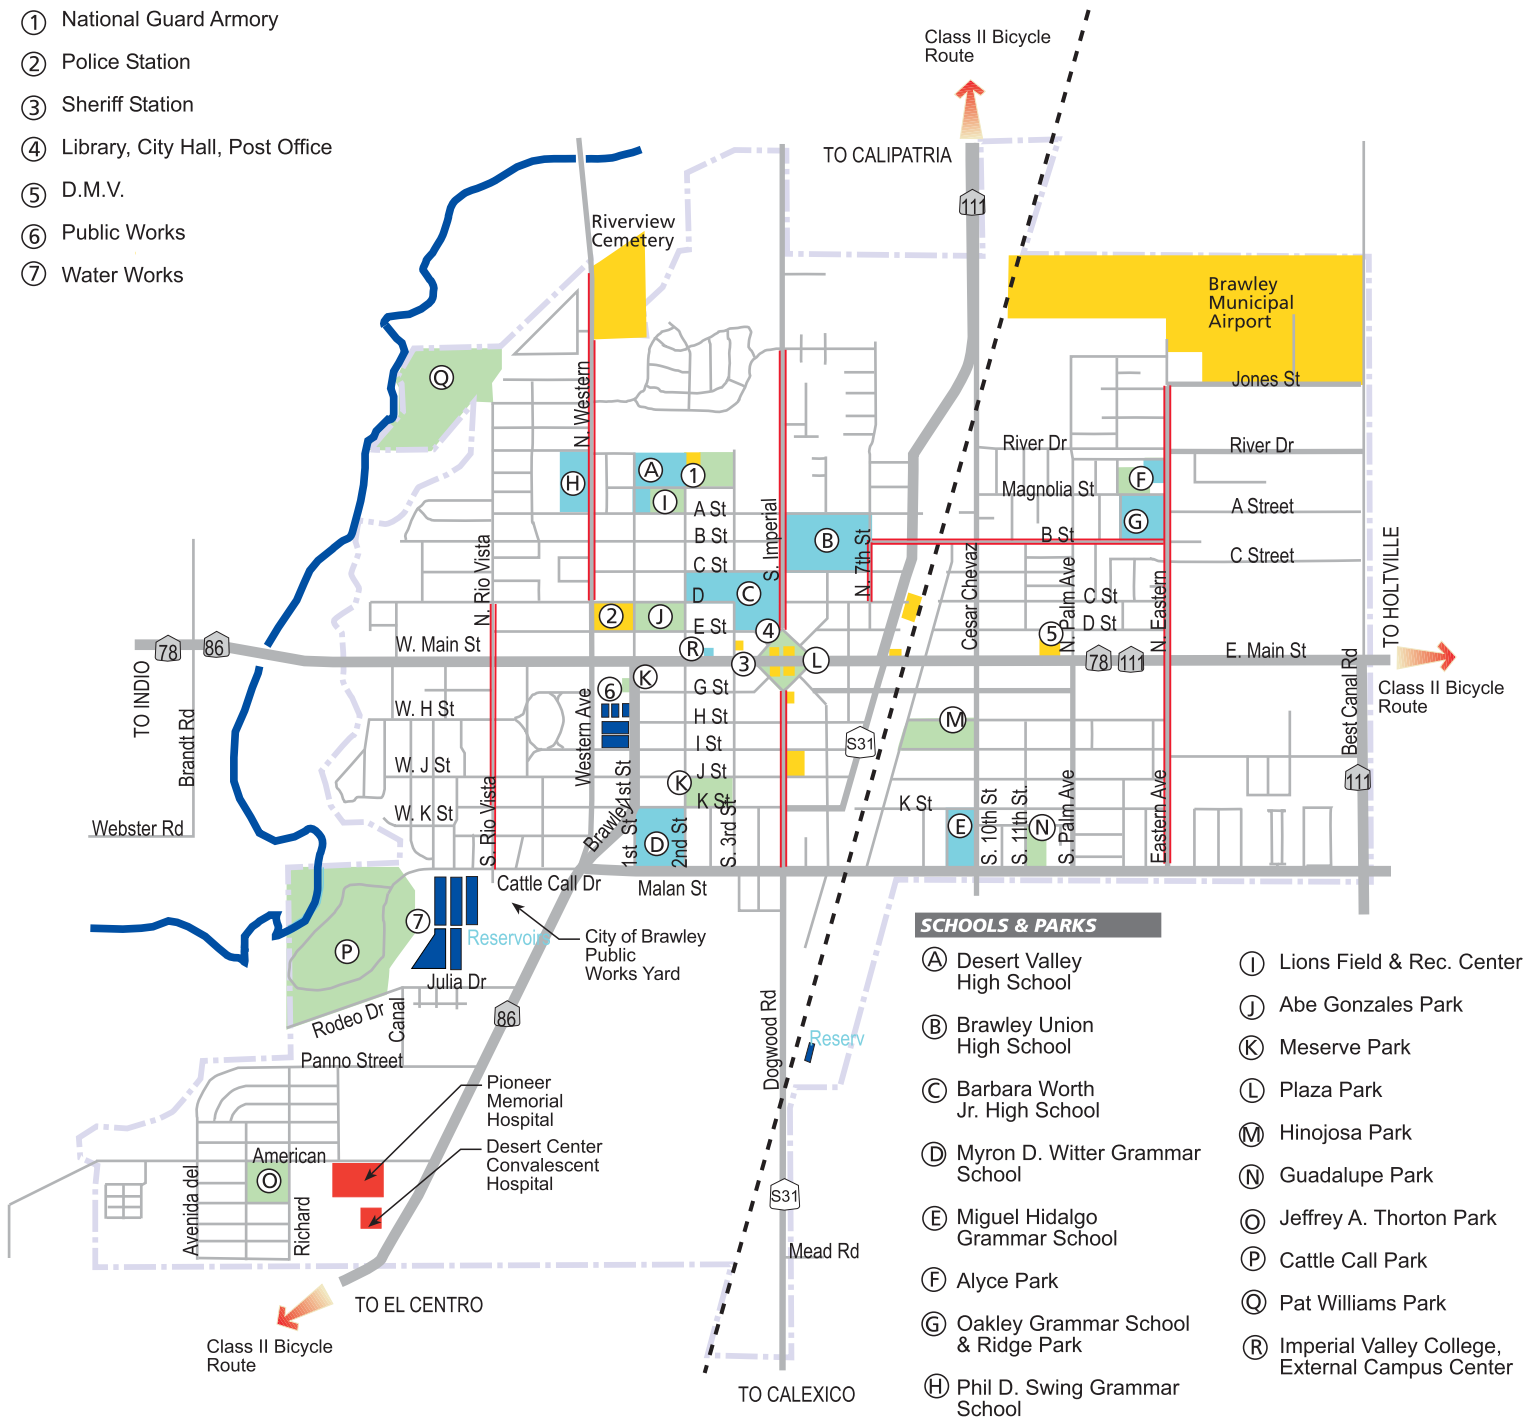 1 National Guard Armory
2 Police Station
3 Sheriff Station
4 Library, City Hall, Post Office
5 D.M.V.
6 Public Works
7 Water Works
Class II Bicycle
Route
TO CALIPATRIA
111
Riverview
Cemetery
Brawley
Municipal
Airport
Jones St
Q
N. Western
River Dr
River Dr
H
A
1
I
F
Magnolia St
A Street
A St
G
B St
B
B St
C Street
C St
S. Imperial
N. 7th St
N. Rio Vista
Cesar Chevaz
N. Palm Ave
N. Eastern
TO HOLTVILLE
D
C
C St
D St
2
J
E St
4
5
W. Main St
78
86
R
3
L
78
111
E. Main St
TO INDIO
K
6
G St
Class II Bicycle
Route
Brandt Rd
W. H St
Western Ave
H St
M
I St
S31
Best Canal Rd
111
W. J St
J St
K
K St
K St
W. K St
S. Rio Vista
Brawley
1st St
1st St
2nd St
S. 3rd St
D
E
S. 10th St
S. 11th St.
N
S. Palm Ave
Eastern Ave
Webster Rd
Cattle Call Dr
Malan St
7
P
Reservoirs
City of Brawley
Public
Works Yard
Julia Dr
Canal
Rodeo Dr
86
Panno Street
Dogwood Rd
Reserv
Pioneer
Memorial
Hospital
Desert Center
Convalescent
Hospital
American
O
Avenida del
Richard
S31
Mead Rd
TO EL CENTRO
Class II Bicycle
Route
TO CALEXICO
SCHOOLS & PARKS
A Desert Valley
High School
B Brawley Union
High School
C Barbara Worth
Jr. High School
D Myron D. Witter Grammar
School
E Miguel Hidalgo
Grammar School
F Alyce Park
G Oakley Grammar School
& Ridge Park
H Phil D. Swing Grammar
School
I Lions Field & Rec. Center
J Abe Gonzales Park
K Meserve Park
L Plaza Park
M Hinojosa Park
N Guadalupe Park
O Jeffrey A. Thorton Park
P Cattle Call Park
Q Pat Williams Park
R Imperial Valley College,
External Campus Center